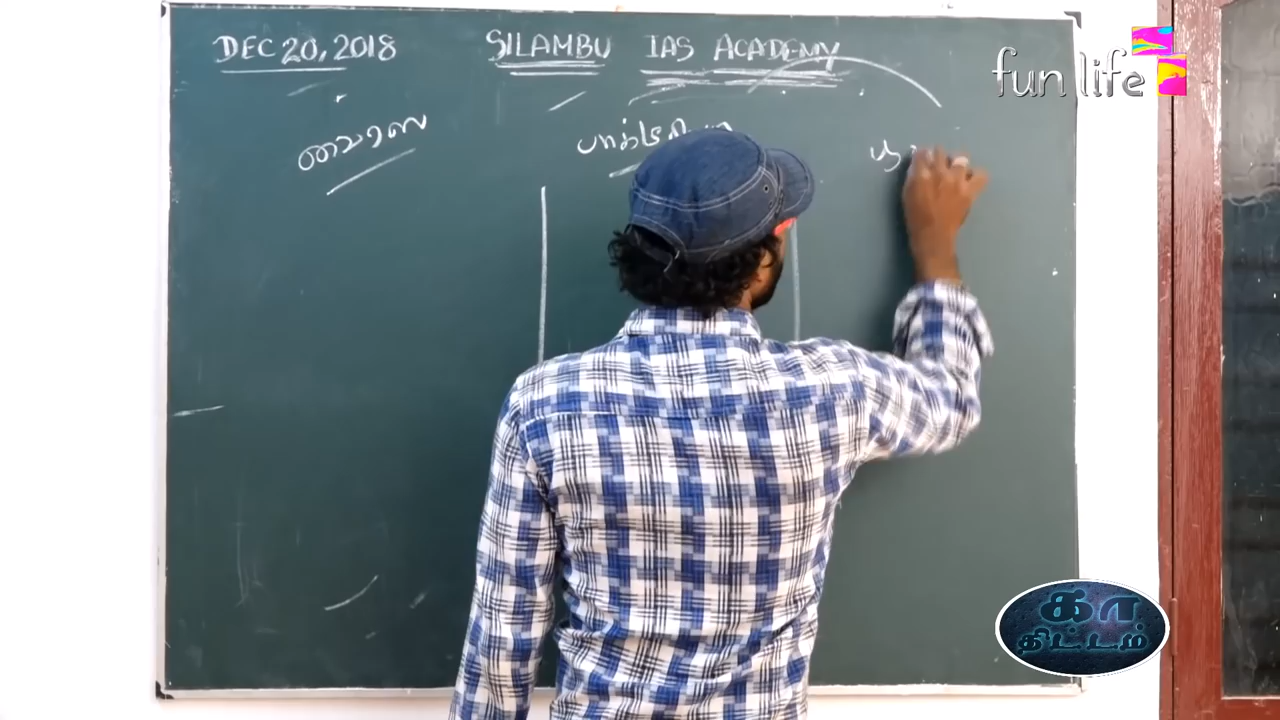 DEC 20, 2018
SILAMBU IAS ACADEMY
fun life
வைரஸ்
கா
திட்டம்